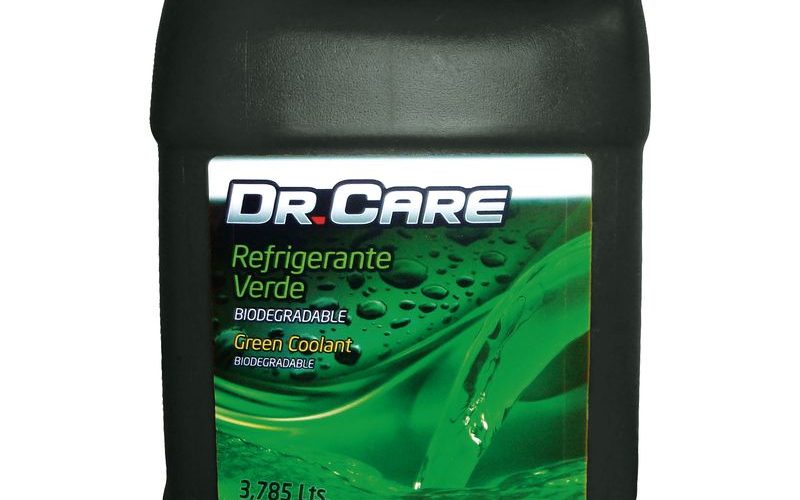 DR.CARE
Refrigerante
Verde
BIODEGRADABLE
Green Coolant
BIODEGRADABLE
3,785 Lts